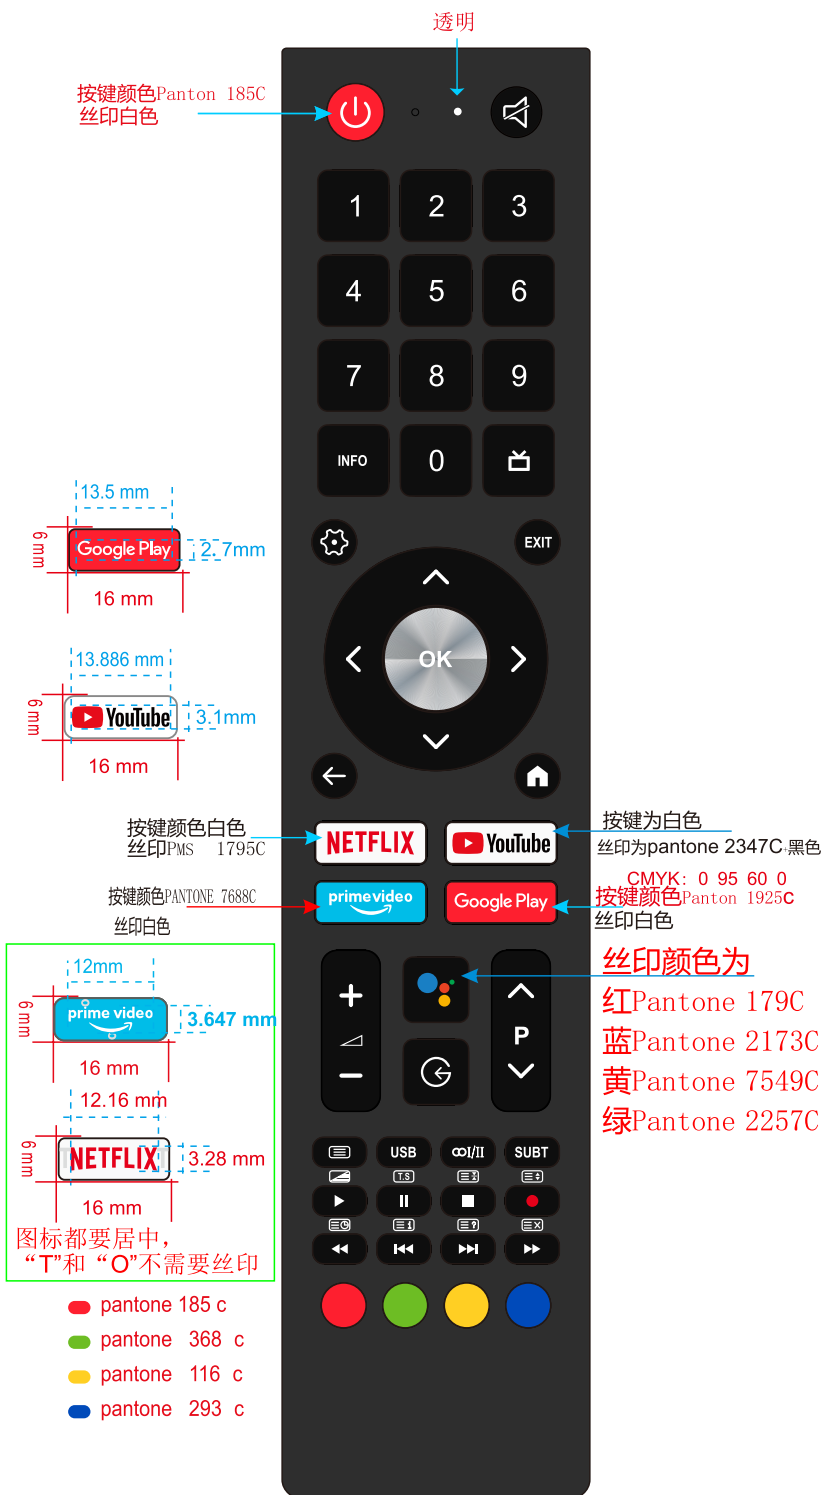 透明
按键颜色Panton 185C
丝印白色
1 2 3
4 5 6
7 8 9
INFO 0
13.5 mm
6 mm
Google Play
2.7mm
16 mm
EXIT
OK
13.886 mm
6 mm
YouTube
3.1mm
16 mm
按键颜色白色
丝印PMS 1795C
NETFLIX
YouTube
按键为白色
丝印为pantone 2347C+黑色
按键颜色PANTONE 7688C
丝印白色
prime video
Google Play
CMYK: 0 95 60 0
按键颜色Panton 1925C
丝印白色
12mm
6 mm
prime video
3.647 mm
16 mm
12.16 mm
6 mm
TNETFLIXT
3.28 mm
16 mm
图标都要居中,
“T”和“O”不需要丝印
+
P
−
丝印颜色为
红Pantone 179C
蓝Pantone 2173C
黄Pantone 7549C
绿Pantone 2257C
USB I/II SUBT
T.S
pantone 185 c
pantone 368 c
pantone 116 c
pantone 293 c